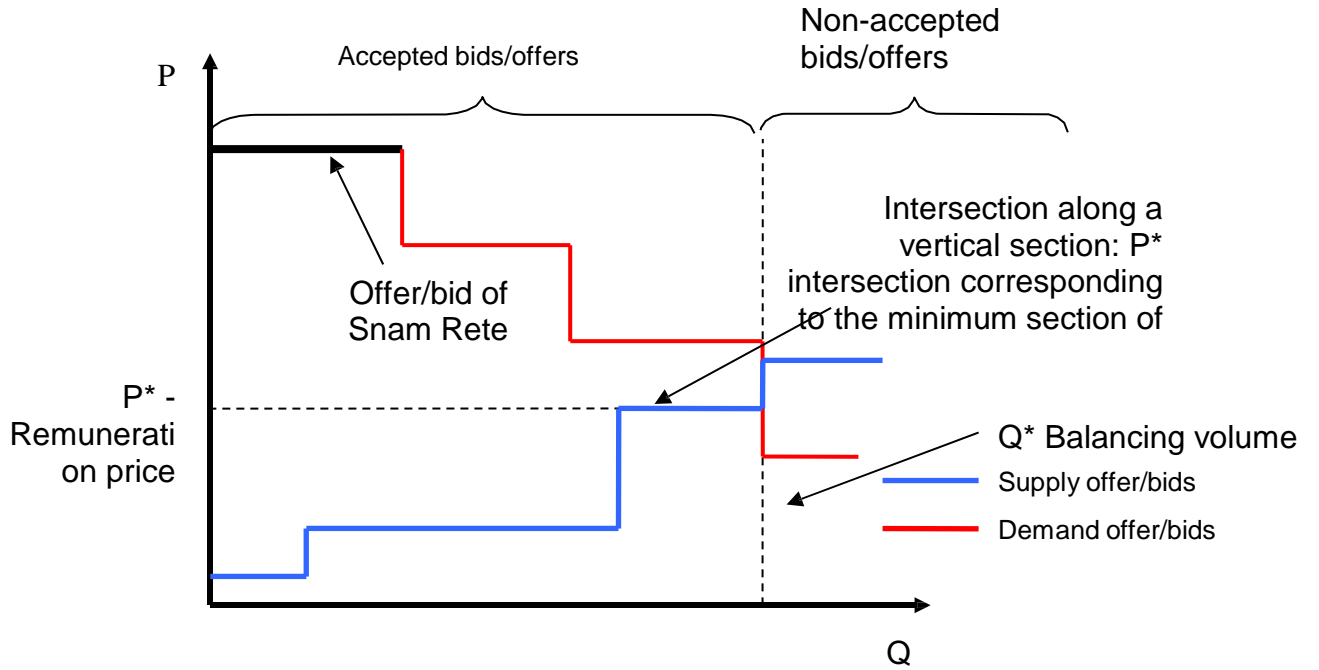 Non-accepted
bids/offers
Accepted bids/offers
P
Intersection along a
vertical section: P*
intersection corresponding
to the minimum section of
Offer/bid of
Snam Rete
P* -
Remunerati
on price
Q* Balancing volume
Supply offer/bids
Demand offer/bids
Q